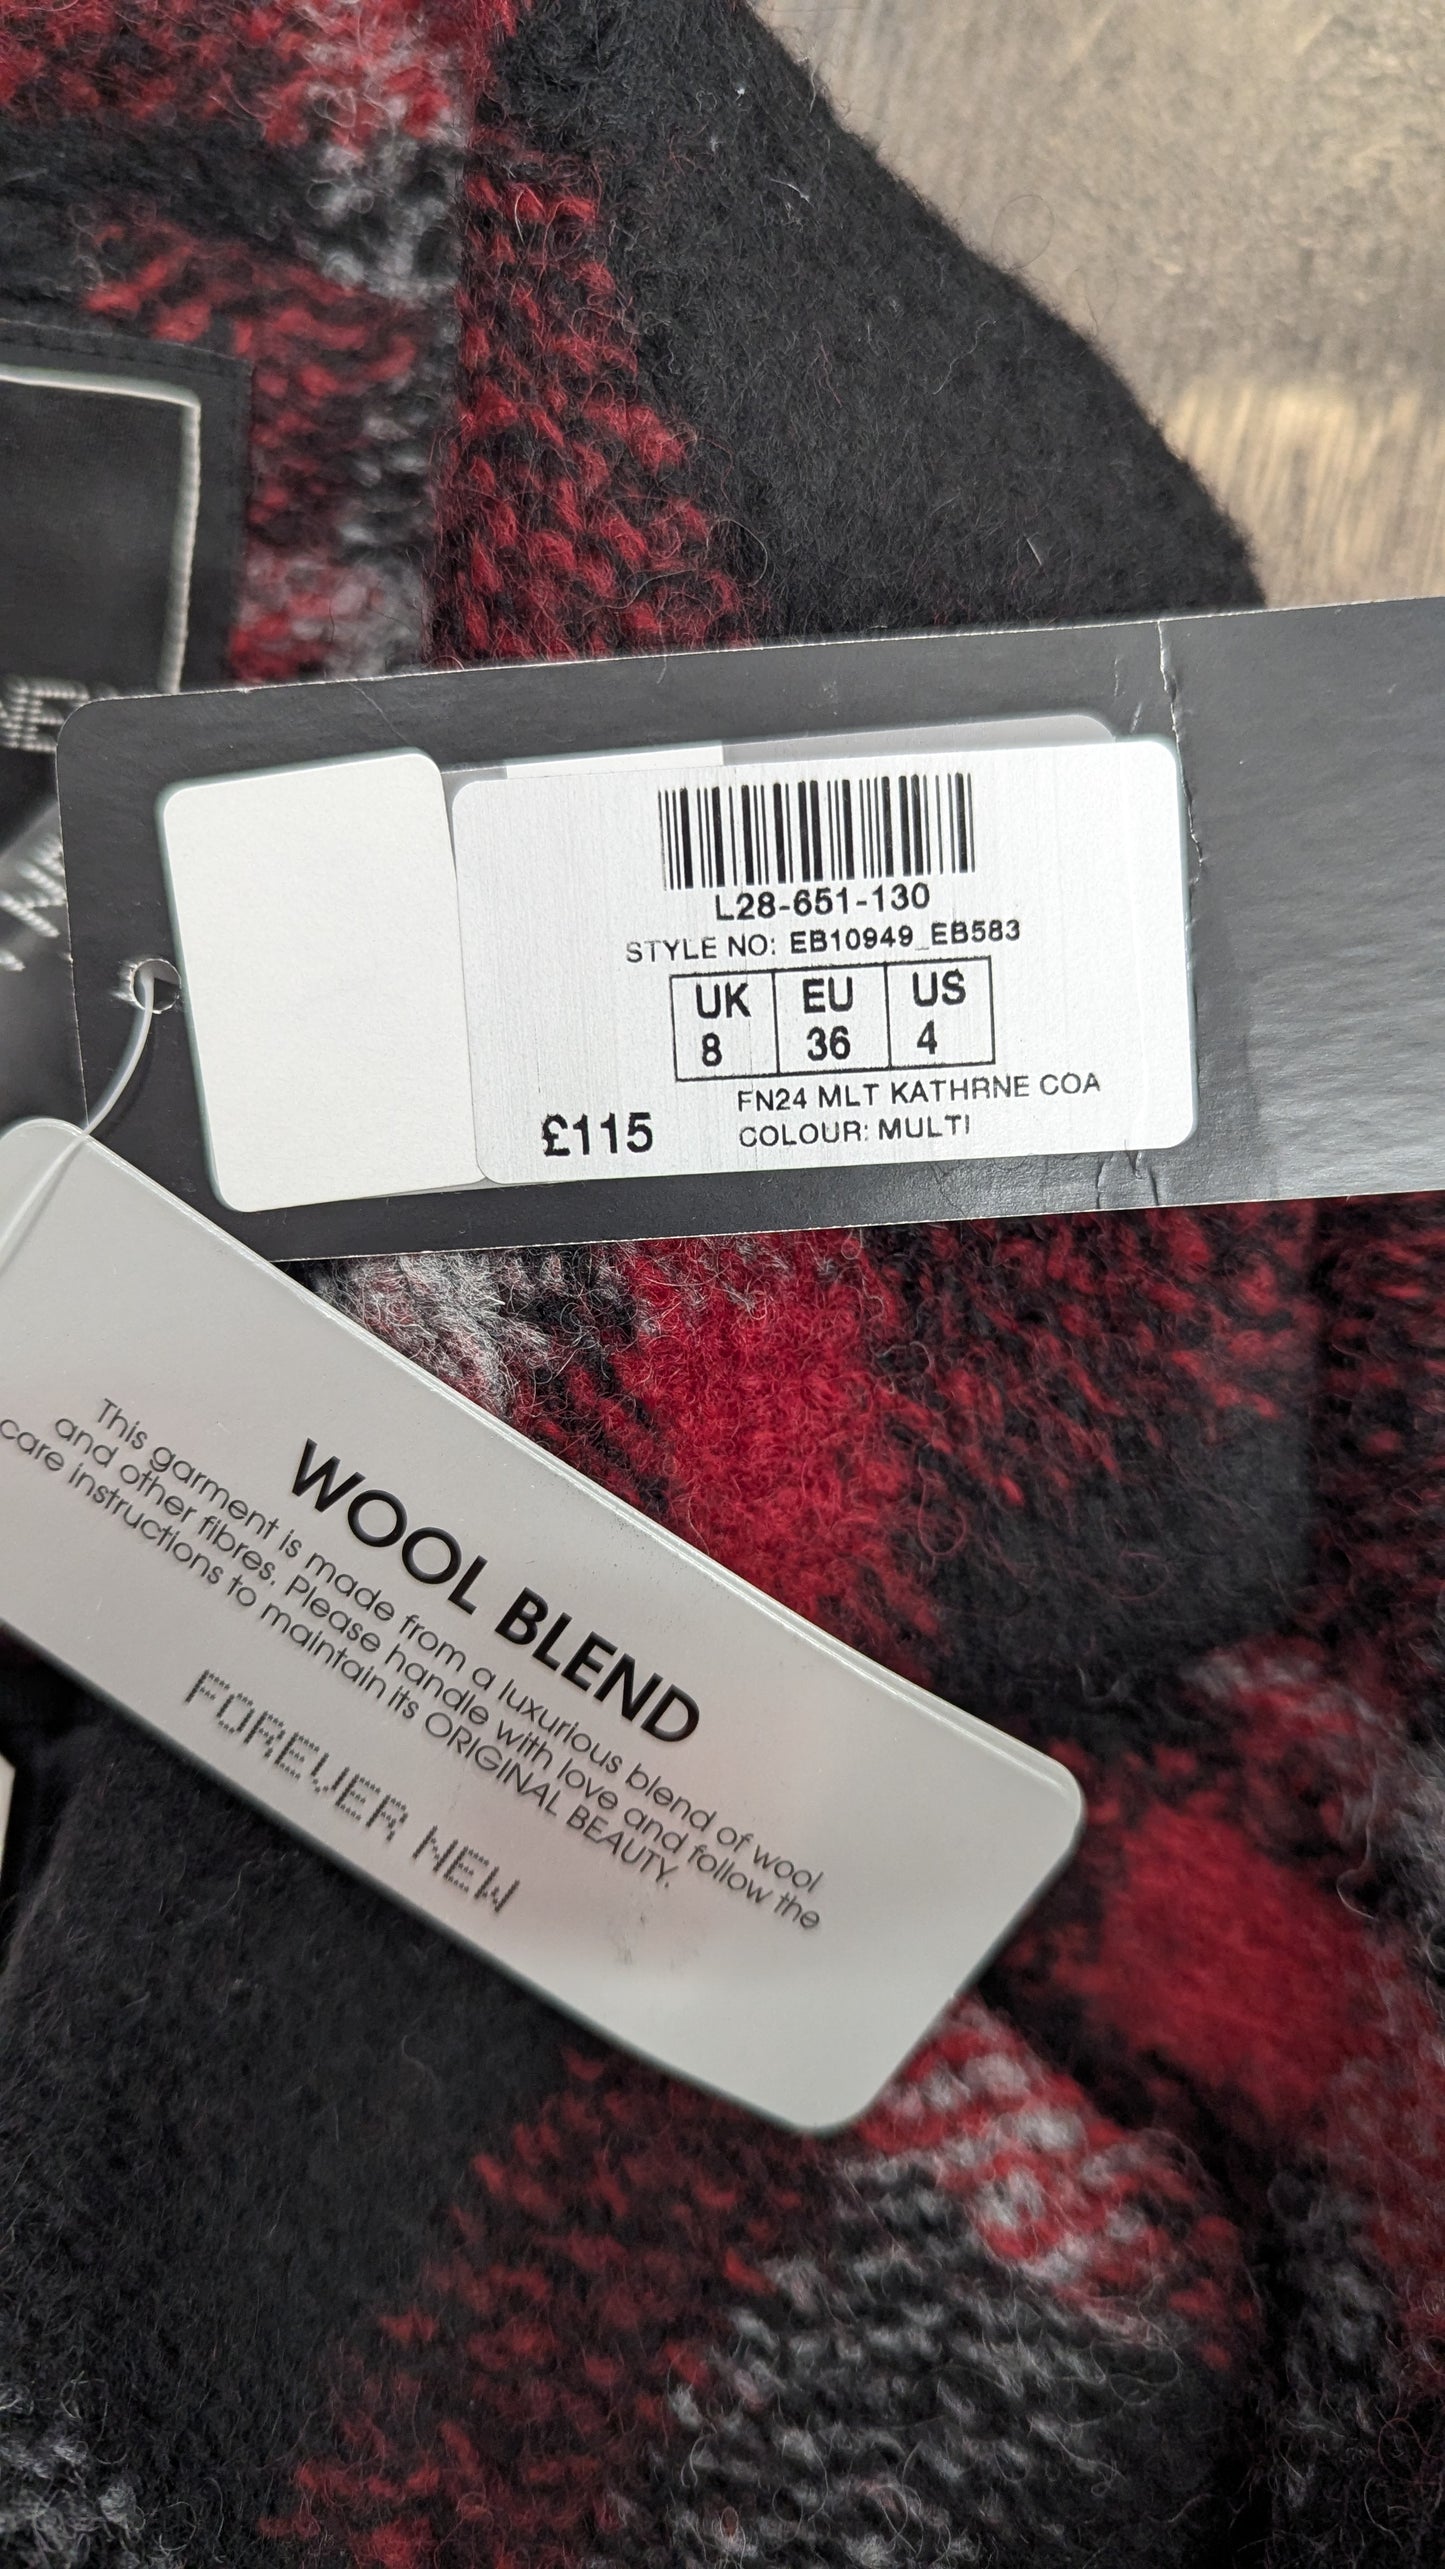 L28-651-130
STYLE NO: EB10949_EB583
UK EU US
8 36 4
FN24 MLT KATHRNE COA
£115 COLOUR: MULTI
WOOL BLEND
This garment is made from a luxurious blend of wool
and other fibres. Please handle with love and follow the
care instructions to maintain its ORIGINAL BEAUTY.
FOREVER NEW